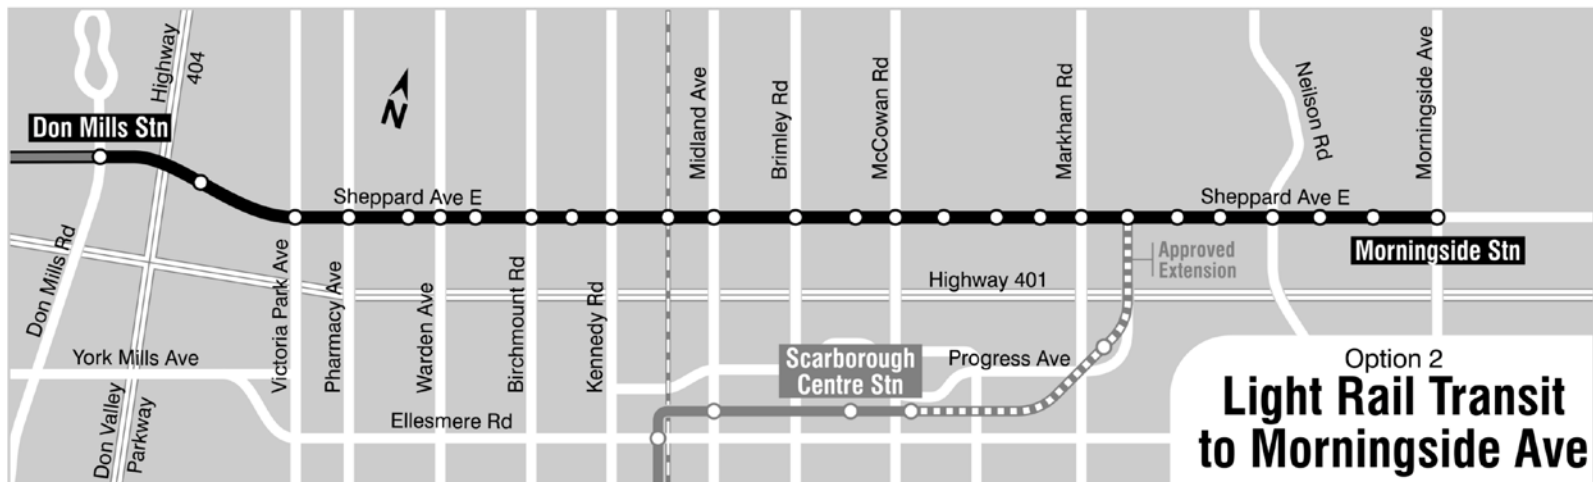 Highway
404
Don Mills Stn
N
Midland Ave
Brimley Rd
McCowan Rd
Markham Rd
Neilson Rd
Morningside Ave
Sheppard Ave E
Sheppard Ave E
Don Mills Rd
Morningside Stn
Approved
Extension
Highway 401
Victoria Park Ave
Pharmacy Ave
Warden Ave
Birchmount Rd
Kennedy Rd
York Mills Ave
Scarborough
Centre Stn
Progress Ave
Don Valley
Parkway
Ellesmere Rd
Option 2
Light Rail Transit
to Morningside Ave